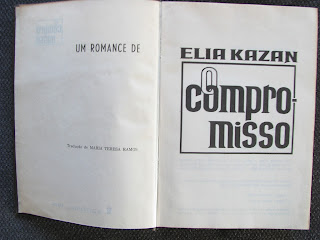 UM ROMANCE DE
Tradução de MARIA TERESA RAMOS
ELIA KAZAN
O
COMPRO-
MISSO